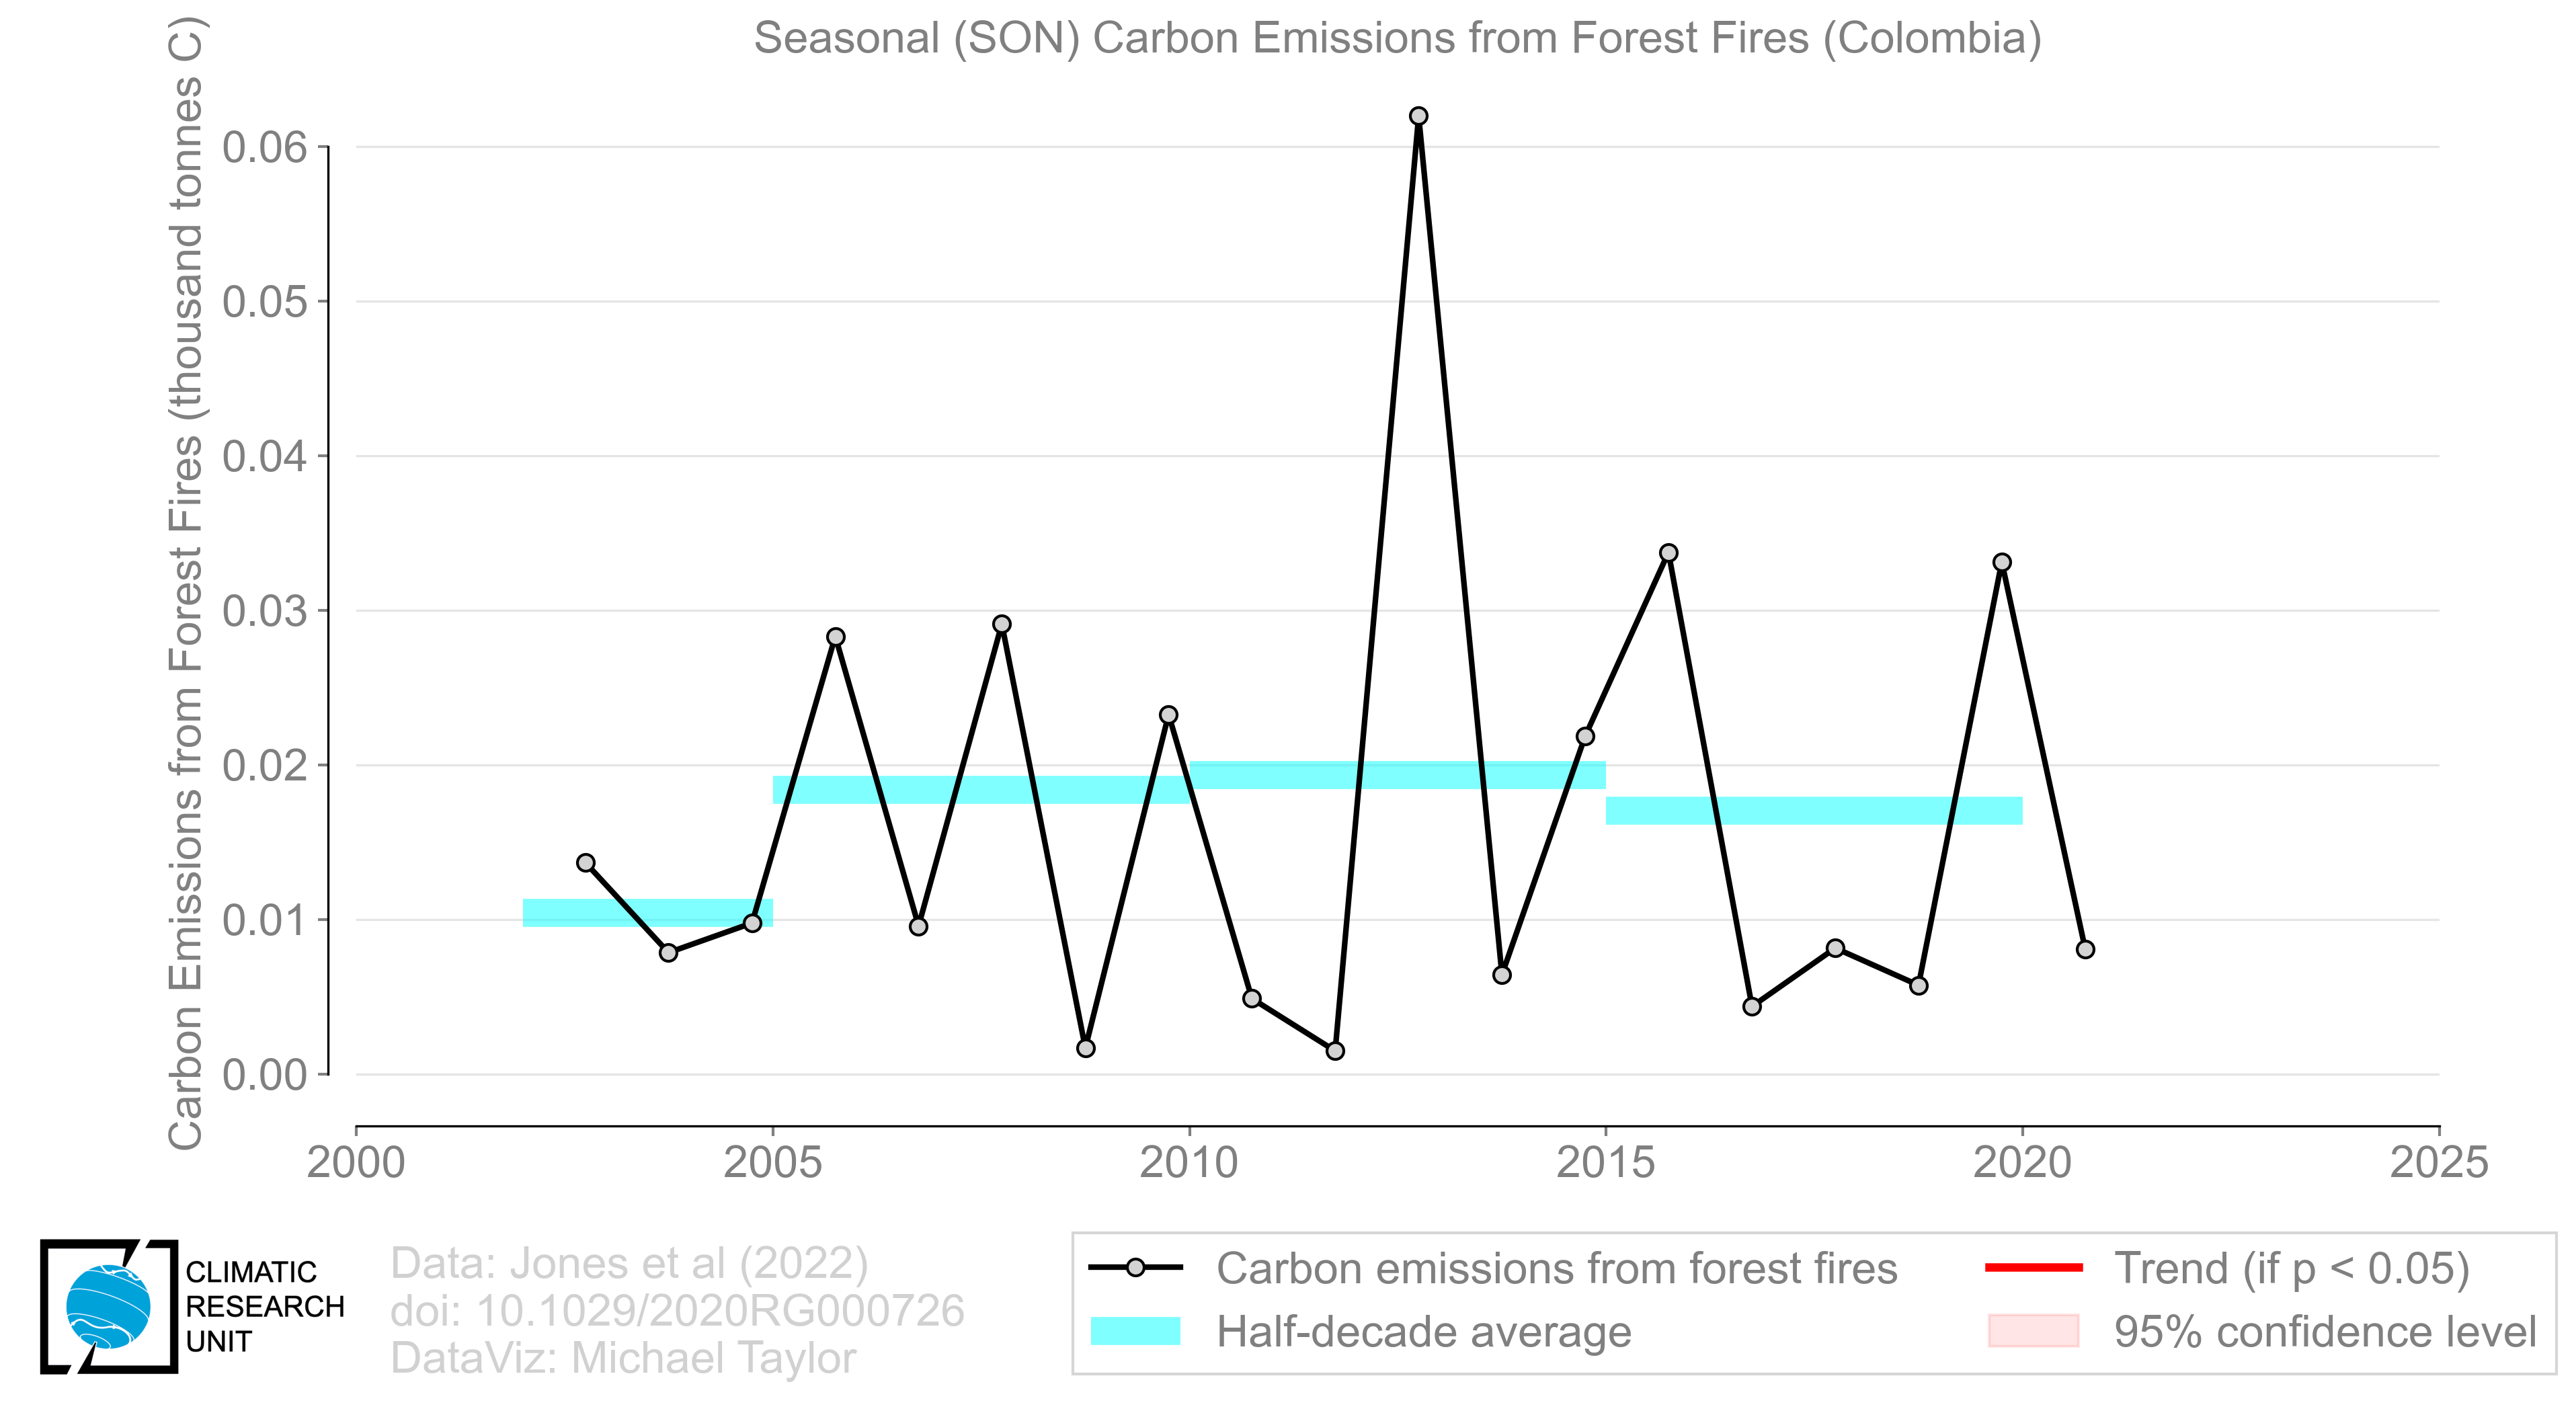 Seasonal (SON) Carbon Emissions from Forest Fires (Colombia)
Carbon Emissions from Forest Fires (thousand tonnes C)
0.06
0.05
0.04
0.03
0.02
0.01
0.00
2000 2005 2010 2015 2020 2025
CLIMATIC
RESEARCH
UNIT
Data: Jones et al (2022)
doi: 10.1029/2020RG000726
DataViz: Michael Taylor
Carbon emissions from forest fires
Half-decade average
Trend (if p < 0.05)
95% confidence level